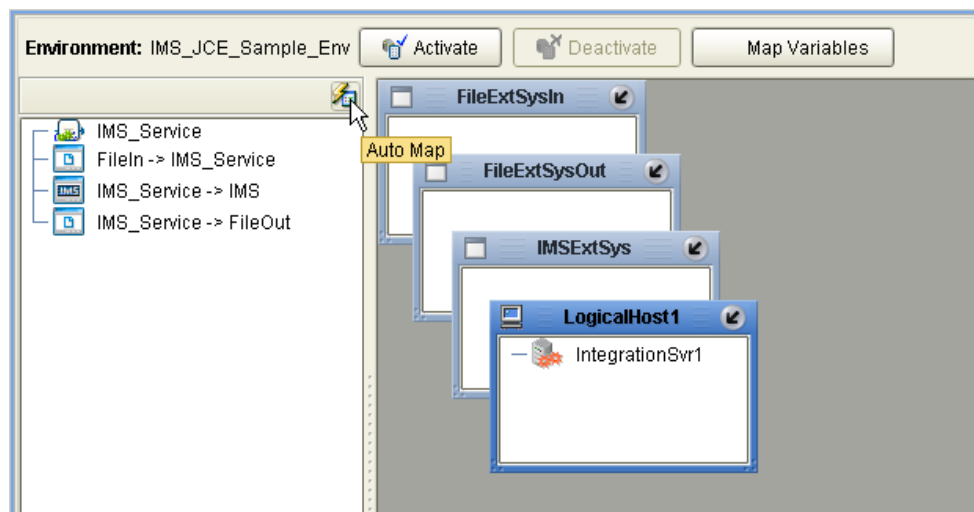 Environment: IMS_JCE_Sample_Env Activate Deactivate Map Variables
Auto Map
IMS_Service
FileIn -> IMS_Service
IMS
IMS_Service -> IMS
IMS_Service -> FileOut
FileExtSysIn
FileExtSysOut
IMSExtSys
LogicalHost1
IntegrationSvr1